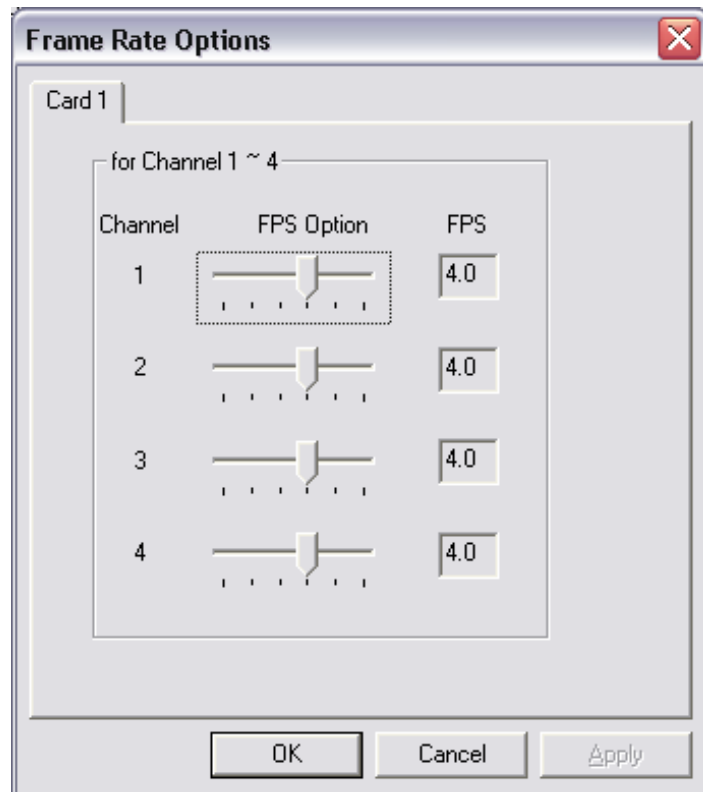 Frame Rate Options
Card 1
for Channel 1 ~ 4
Channel FPS Option FPS
1 4.0
2 4.0
3 4.0
4 4.0
OK Cancel Apply